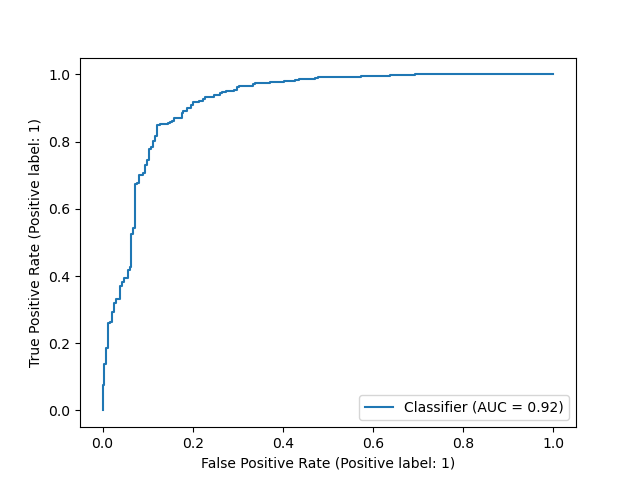 1.0
0.8
0.6
0.4
0.2
0.0
True Positive Rate (Positive label: 1)
Classifier (AUC = 0.92)
0.0 0.2 0.4 0.6 0.8 1.0
False Positive Rate (Positive label: 1)